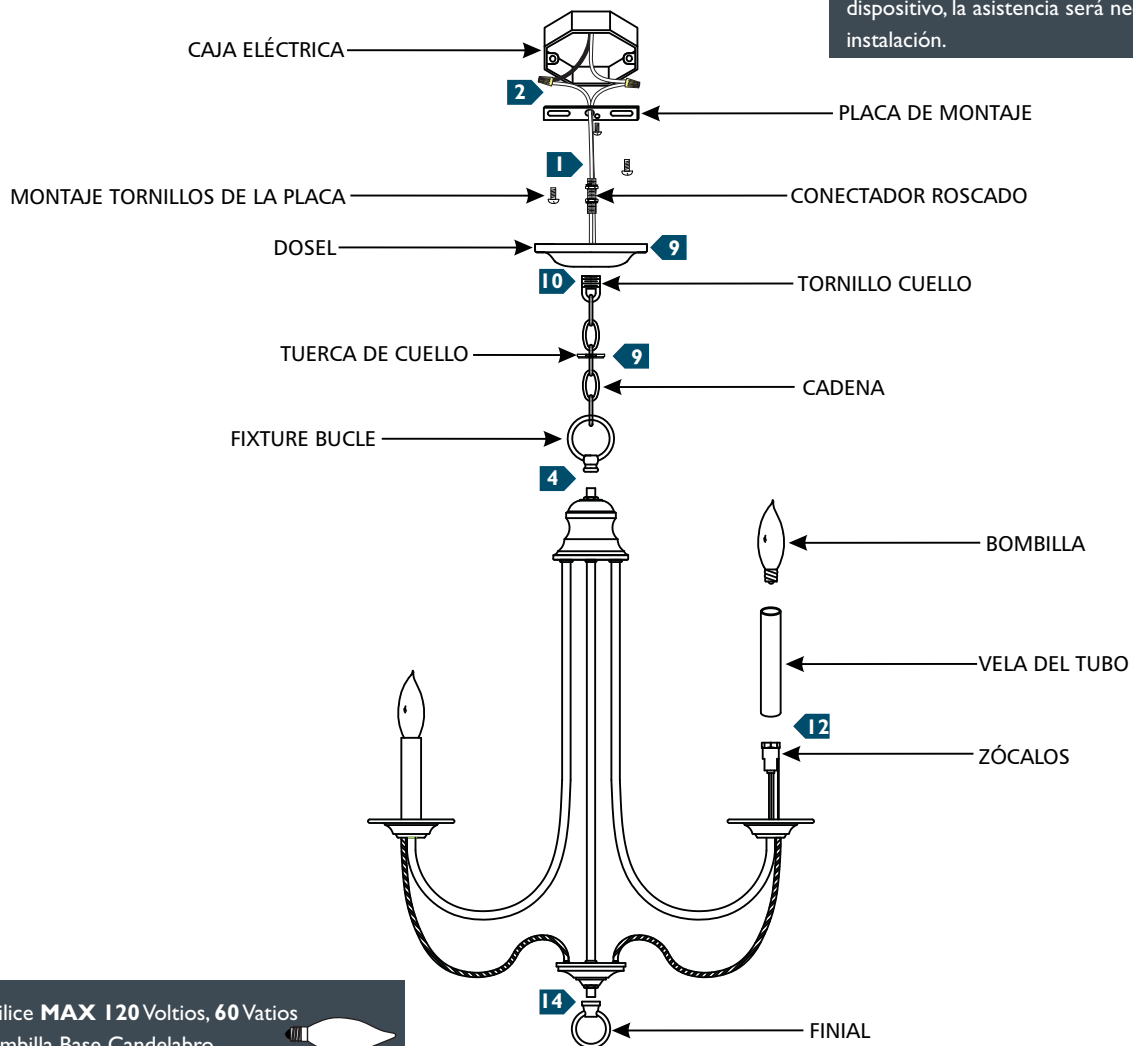 dispositivo, la asistencia será
instalación.
CAJA ELÉCTRICA
2
PLACA DE MONTAJE
1
MONTAJE TORNILLOS DE LA PLACA
CONECTADOR ROSCADO
DOSEL
9
10
TORNILLO CUELLO
TUERCA DE CUELLO
9
CADENA
FIXTURE BUCLE
4
BOMBILLA
VELA DEL TUBO
12
ZÓCALOS
14
FINIAL
MAX 120 Voltios, 60 Vatios
Base Candelabro